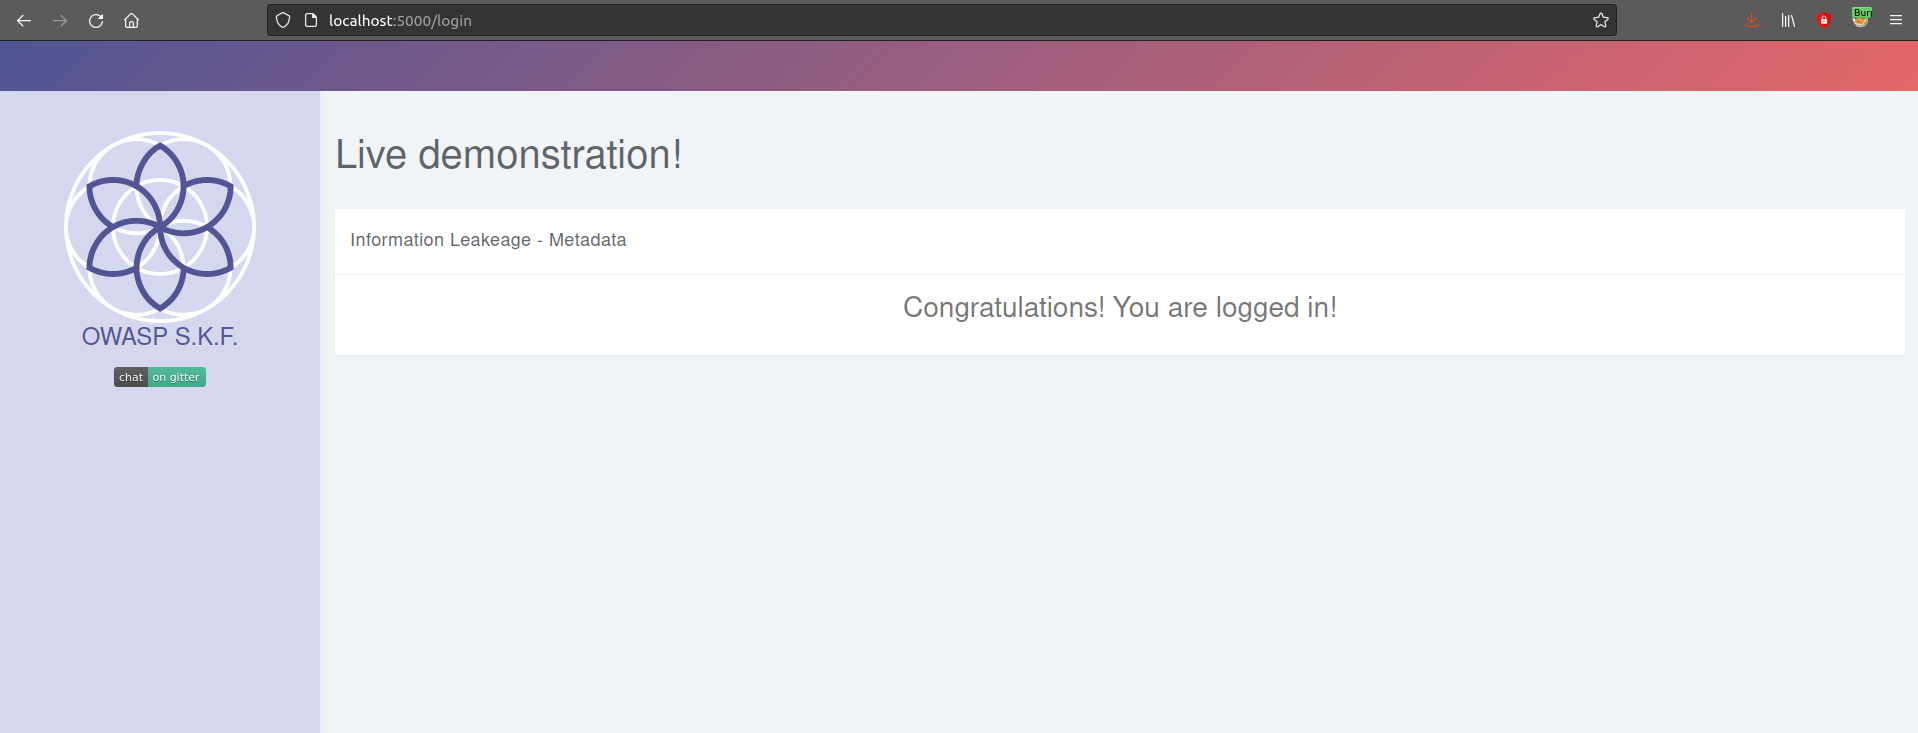 localhost:5000/login
Bur
Live demonstration!
Information Leakeage - Metadata
Congratulations! You are logged in!
OWASP S.K.F.
chat on gitter